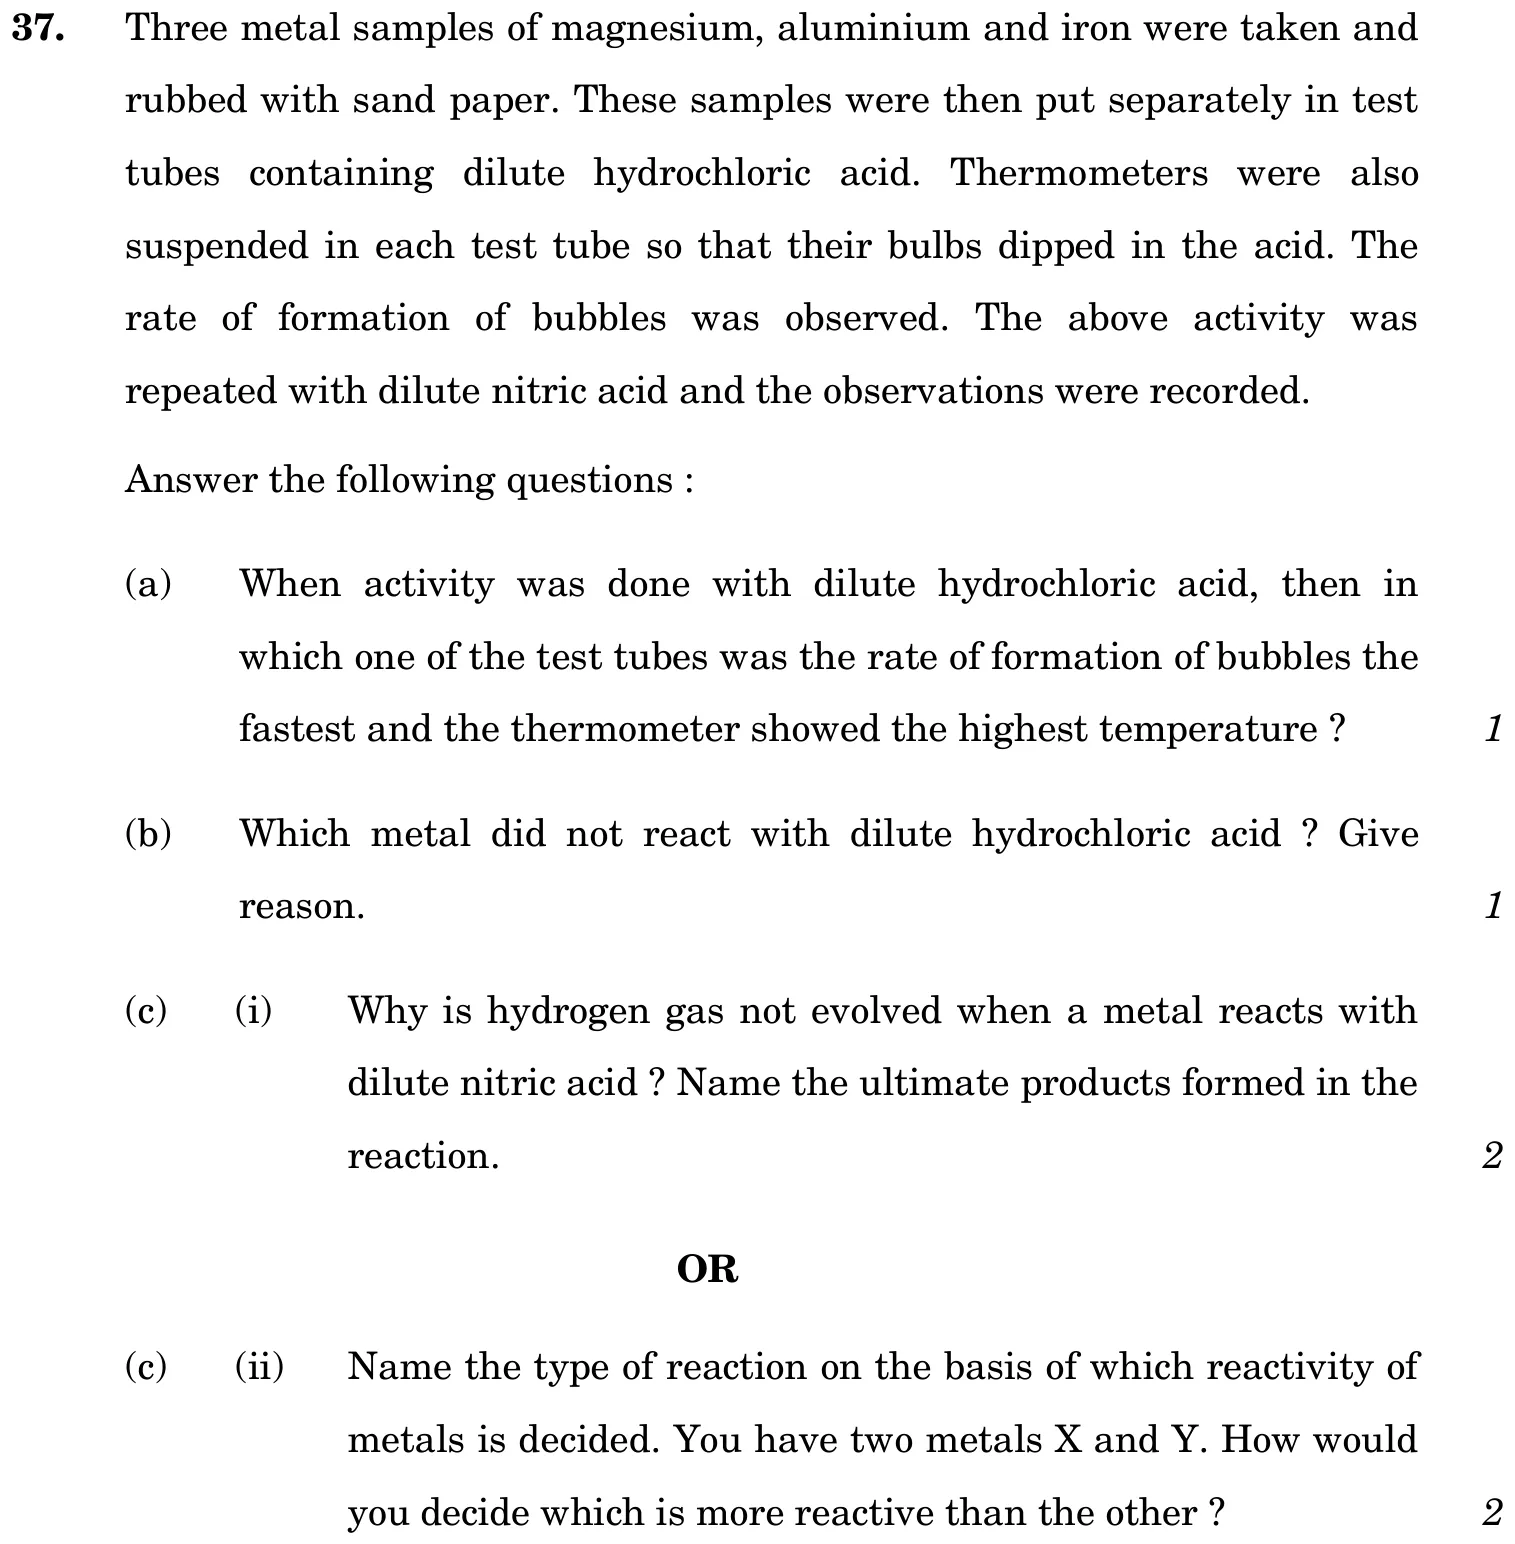 37. Three metal samples of magnesium, aluminium and iron were taken and
rubbed with sand paper. These samples were then put separately in test
tubes containing dilute hydrochloric acid. Thermometers were also
suspended in each test tube so that their bulbs dipped in the acid. The
rate of formation of bubbles was observed. The above activity was
repeated with dilute nitric acid and the observations were recorded.
Answer the following questions :
(a) When activity was done with dilute hydrochloric acid, then in
which one of the test tubes was the rate of formation of bubbles the
fastest and the thermometer showed the highest temperature ? 1
(b) Which metal did not react with dilute hydrochloric acid ? Give
reason. 1
(c) (i) Why is hydrogen gas not evolved when a metal reacts with
dilute nitric acid ? Name the ultimate products formed in the
reaction. 2
OR
(c) (ii) Name the type of reaction on the basis of which reactivity of
metals is decided. You have two metals X and Y. How would
you decide which is more reactive than the other ? 2